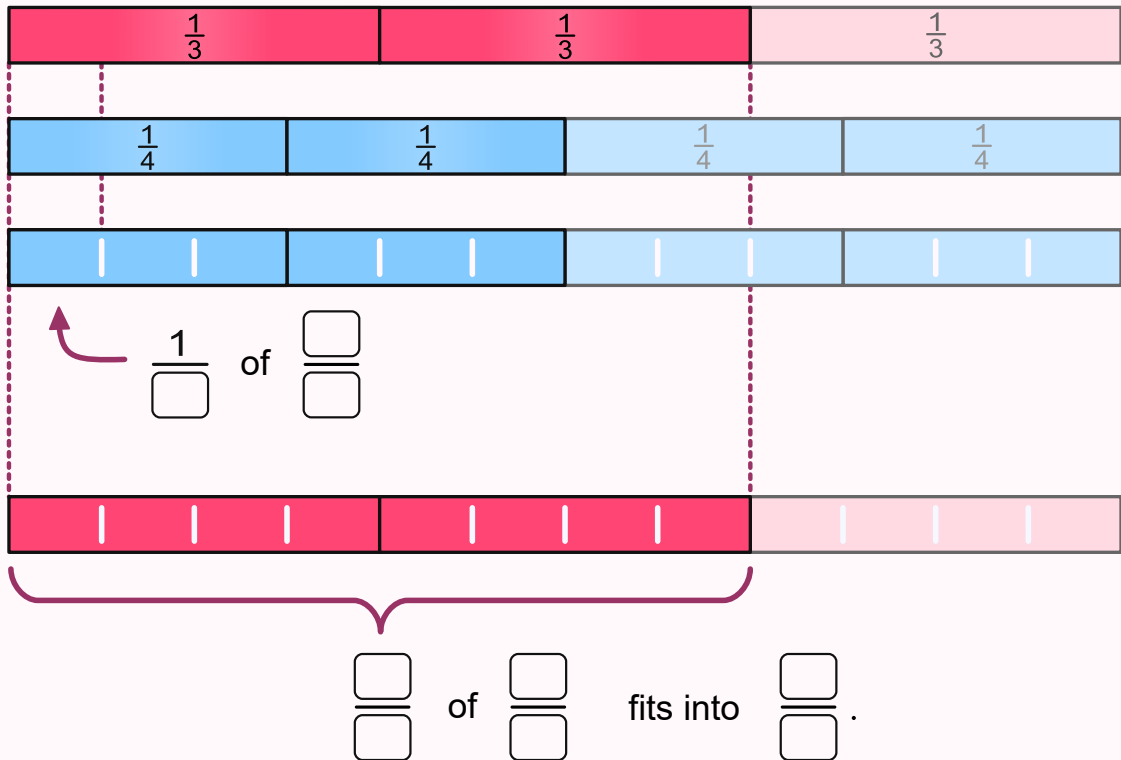 1/3 1/3 1/3
1/4 1/4 1/4 1/4
1/□ of □/□
□/□ of □/□ fits into □/□ .